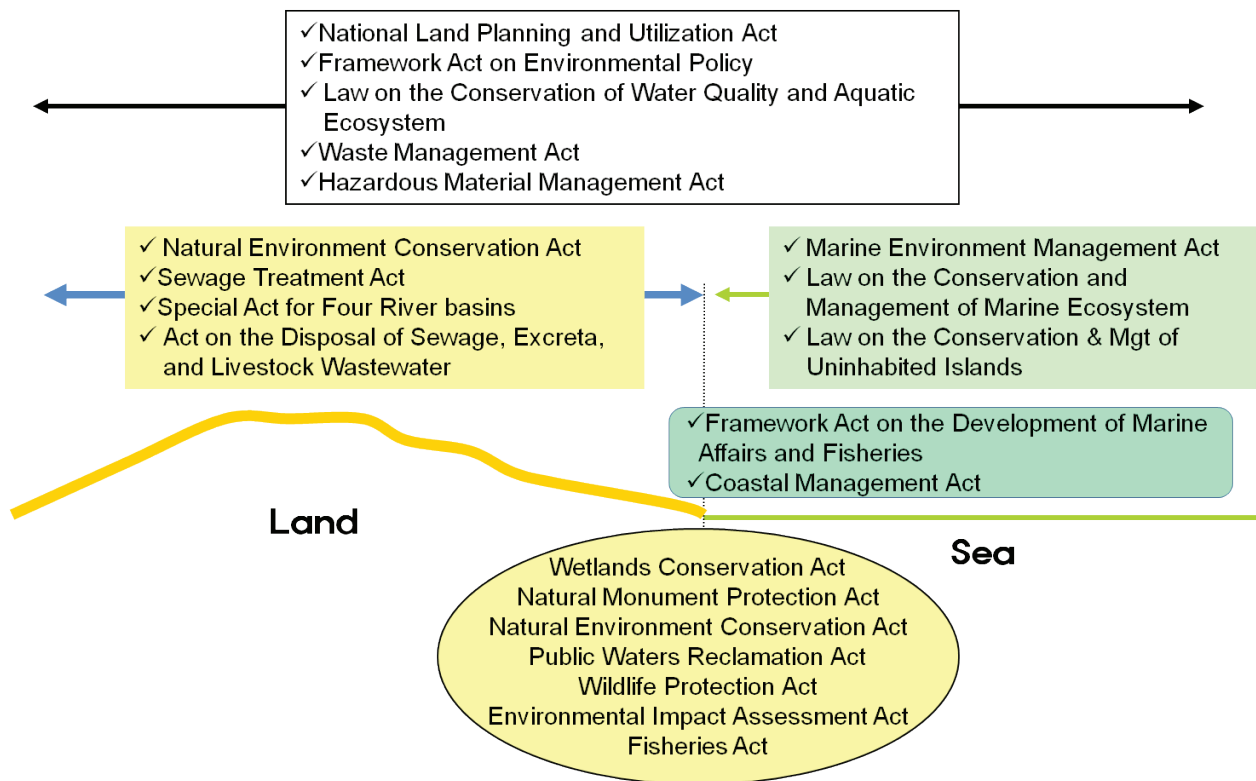 ✓National Land Planning and Utilization Act
✓Framework Act on Environmental Policy
✓ Law on the Conservation of Water Quality and Aquatic
Ecosystem
✓Waste Management Act
✓Hazardous Material Management Act
✓ Natural Environment Conservation Act
✓Sewage Treatment Act
✓Special Act for Four River basins
✓ Act on the Disposal of Sewage, Excreta,
and Livestock Wastewater
✓ Marine Environment Management Act
✓ Law on the Conservation and
Management of Marine Ecosystem
✓ Law on the Conservation & Mgt of
Uninhabited Islands
✓Framework Act on the Development of Marine
Affairs and Fisheries
✓Coastal Management Act
Land
Sea
Wetlands Conservation Act
Natural Monument Protection Act
Natural Environment Conservation Act
Public Waters Reclamation Act
Wildlife Protection Act
Environmental Impact Assessment Act
Fisheries Act